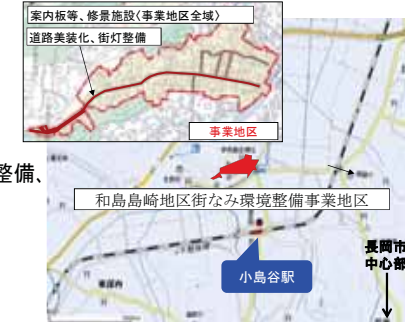 案内板等、修景施設〈事業地区全域〉
道路美装化、街灯整備
事業地区
整備、
和島島崎地区街なみ環境整備事業地区
長岡市
中心部
小島谷駅